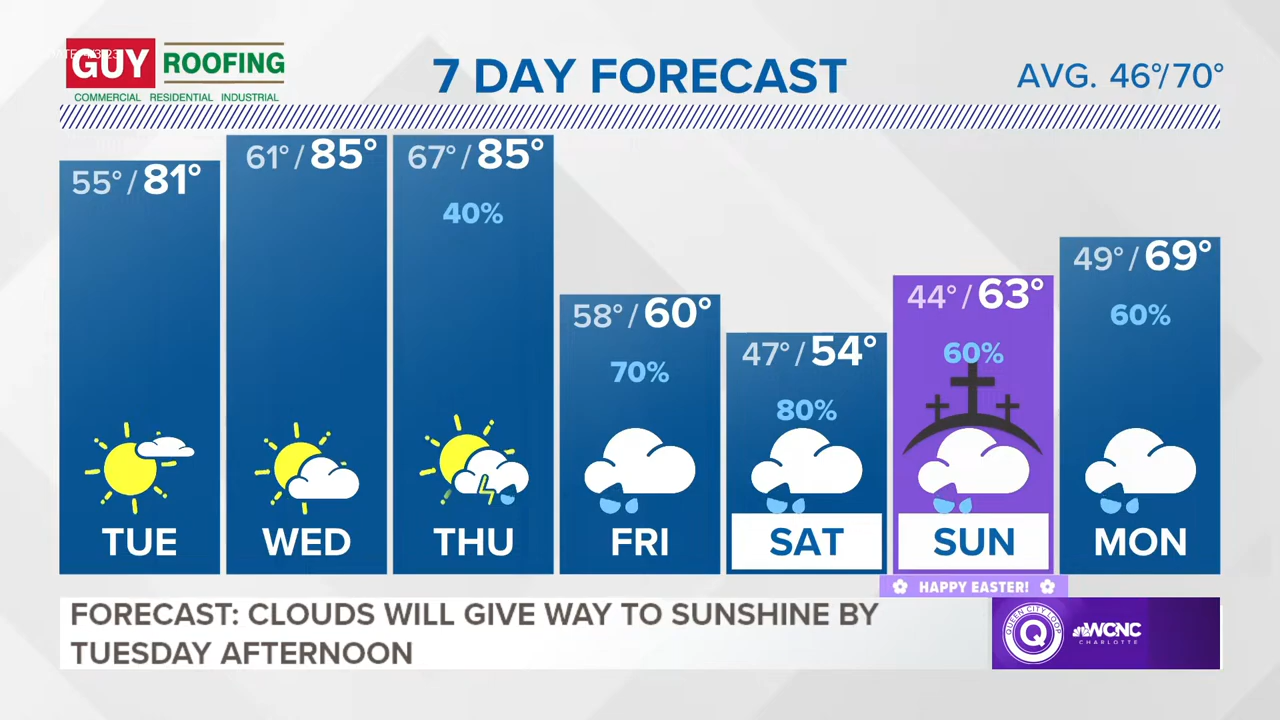 GUY ROOFING
COMMERCIAL RESIDENTIAL INDUSTRIAL
7 DAY FORECAST
AVG. 46°/70°
55°/81°
TUE
61°/85°
WED
67°/85°
40%
THU
58°/60°
70%
FRI
47°/54°
80%
SAT
44°/63°
60%
SUN
HAPPY EASTER!
49°/69°
60%
MON
FORECAST: CLOUDS WILL GIVE WAY TO SUNSHINE BY
TUESDAY AFTERNOON
QUEEN CITY LOOP
Q
WCNC
CHARLOTTE